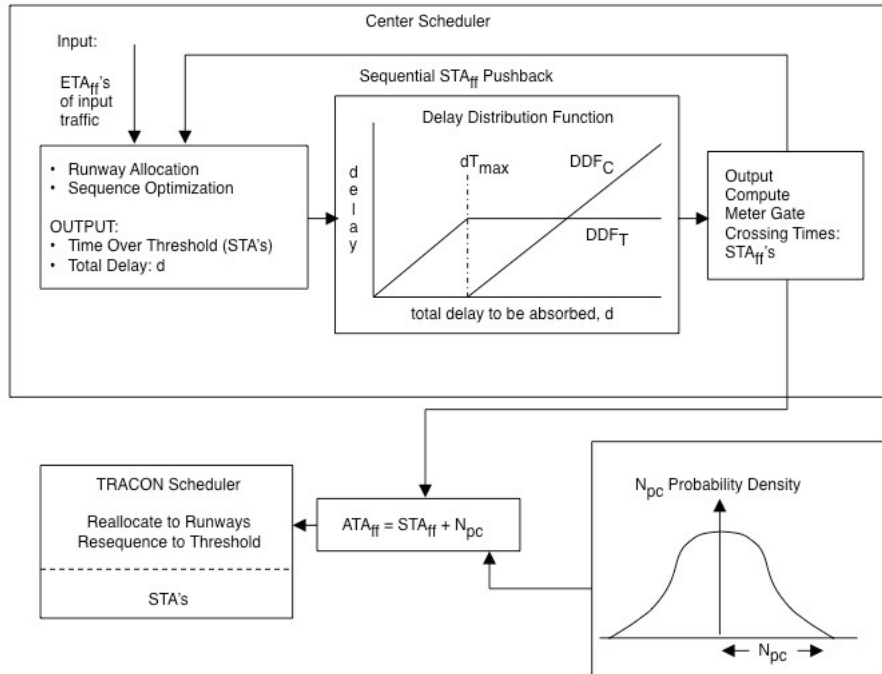 Center Scheduler
Input:
ETAff's
of input
traffic
Sequential STAff Pushback
• Runway Allocation
• Sequence Optimization
OUTPUT:
• Time Over Threshold (STA's)
• Total Delay: d
Delay Distribution Function
delay
dTmax
DDFC
DDFT
total delay to be absorbed, d
Output
Compute
Meter Gate
Crossing Times:
STAff's
TRACON Scheduler
Reallocate to Runways
Resequence to Threshold
STA's
ATAff = STAff + Npc
Npc Probability Density
Npc